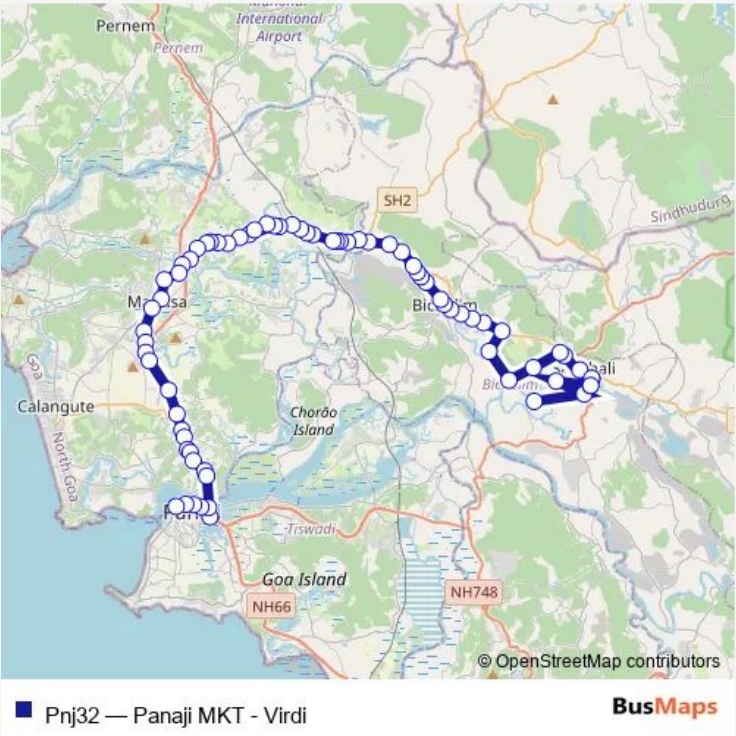 Mohandas
International
Airport
Pernem
Pernem
SH2
Sindhudurg
Bicholim
Goa
North Goa
Calangute
Chorão
Island
Tiswadi
Goa Island
NH66
NH748
© OpenStreetMap contributors
Pnj32 — Panaji MKT - Virdi
BusMaps